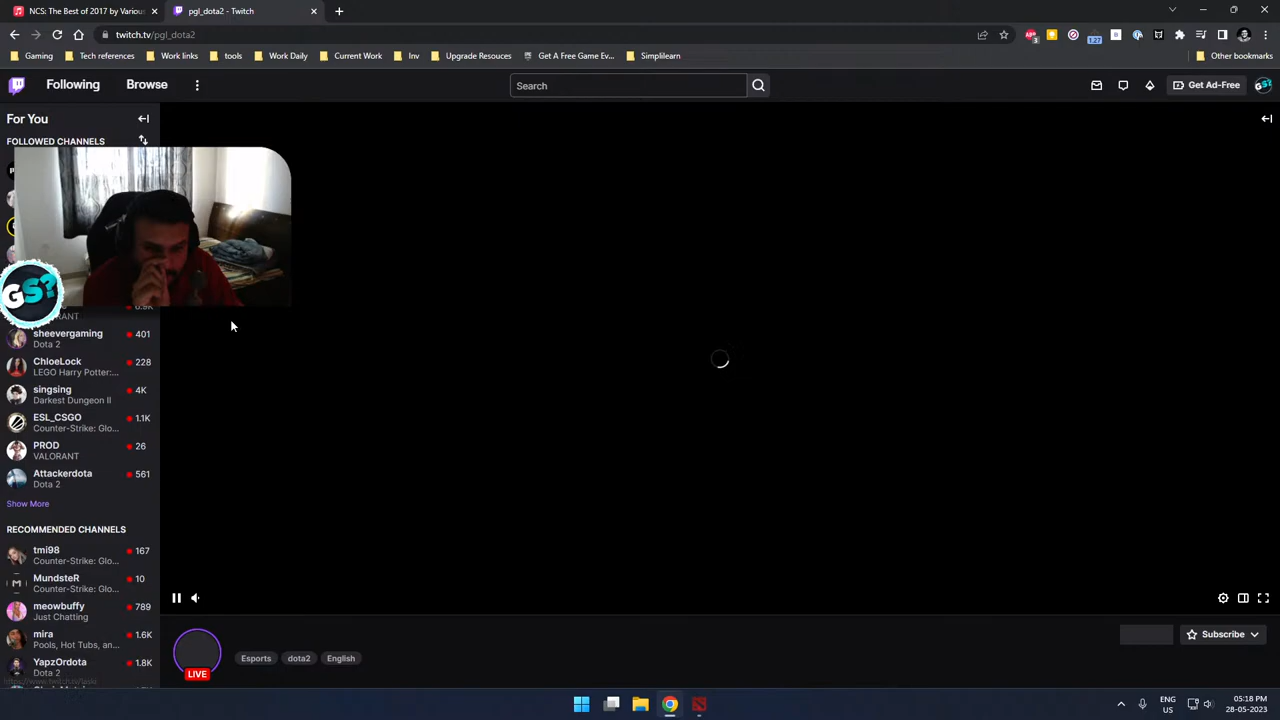 NCS: The Best of 2017 by Variou
pgl_dota2 - Twitch
twitch.tv/pgl_dota2
Gaming
Tech references
Work links
tools
Work Daily
Current Work
Inv
Upgrade Resouces
Get A Free Game Ev...
Simplilearn
Other bookmarks
Following
Browse
Search
Get Ad-Free
For You
FOLLOWED CHANNELS
GS?
sheevergaming 401
Dota 2
ChloeLock 228
LEGO Harry Potter:...
singsing 4K
Darkest Dungeon II
ESL_CSGO 1.1K
Counter-Strike: Glo...
PROD 26
VALORANT
Attackerdota 561
Dota 2
Show More
RECOMMENDED CHANNELS
tmi98 167
Counter-Strike: Glo...
MundsteR 10
Counter-Strike: Glo...
meowbuffy 789
Just Chatting
mira 1.6K
Pools, Hot Tubs, an...
YapzOrdota 1.8K
Dota 2
LIVE
Esports
dota2
English
Subscribe
ENG
US
05:18 PM
28-05-2023